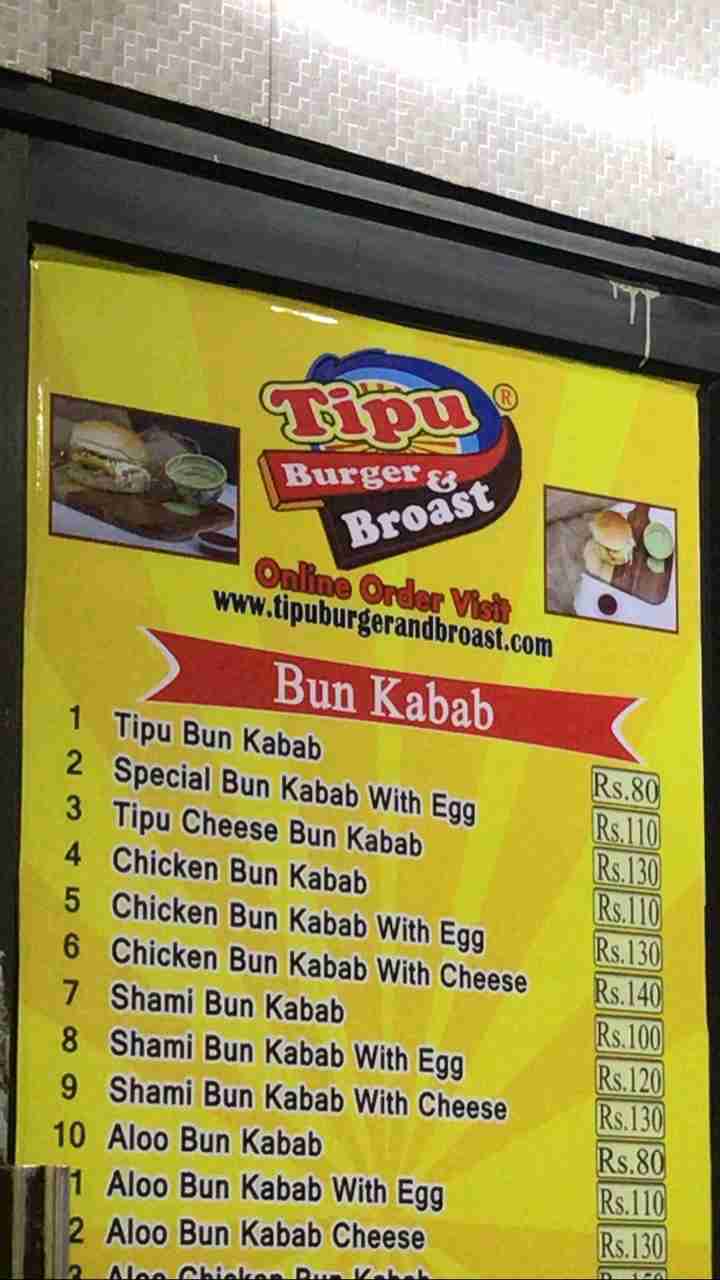 Tipu ®
Burger &
Broast
Online Order Visit
www.tipuburgerandbroast.com
Bun Kabab
1 Tipu Bun Kabab Rs.80
2 Special Bun Kabab With Egg Rs.110
3 Tipu Cheese Bun Kabab Rs.130
4 Chicken Bun Kabab Rs.110
5 Chicken Bun Kabab With Egg Rs.130
6 Chicken Bun Kabab With Cheese Rs.140
7 Shami Bun Kabab Rs.100
8 Shami Bun Kabab With Egg Rs.120
9 Shami Bun Kabab With Cheese Rs.130
10 Aloo Bun Kabab Rs.80
1 Aloo Bun Kabab With Egg Rs.110
2 Aloo Bun Kabab Cheese Rs.130
3 Aloo Chicken Bun Kabab